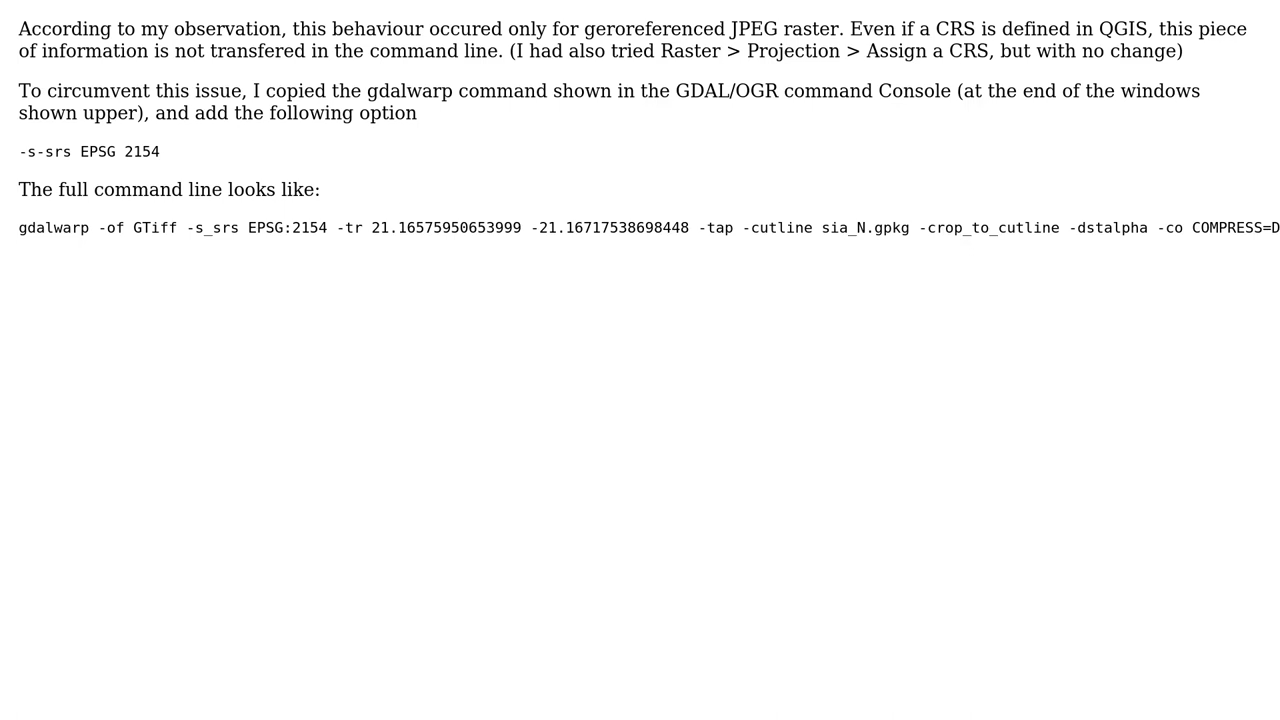 According to my observation, this behaviour occured only for geroreferenced JPEG raster. Even if a CRS is defined in QGIS, this piece
of information is not transfered in the command line. (I had also tried Raster > Projection > Assign a CRS, but with no change)
To circumvent this issue, I copied the gdalwarp command shown in the GDAL/OGR command Console (at the end of the windows
shown upper), and add the following option
-s-srs EPSG 2154
The full command line looks like:
gdalwarp -of GTiff -s_srs EPSG:2154 -tr 21.16575950653999 -21.16717538698448 -tap -cutline sia_N.gpkg -crop_to_cutline -dstalpha -co COMPRESS=D